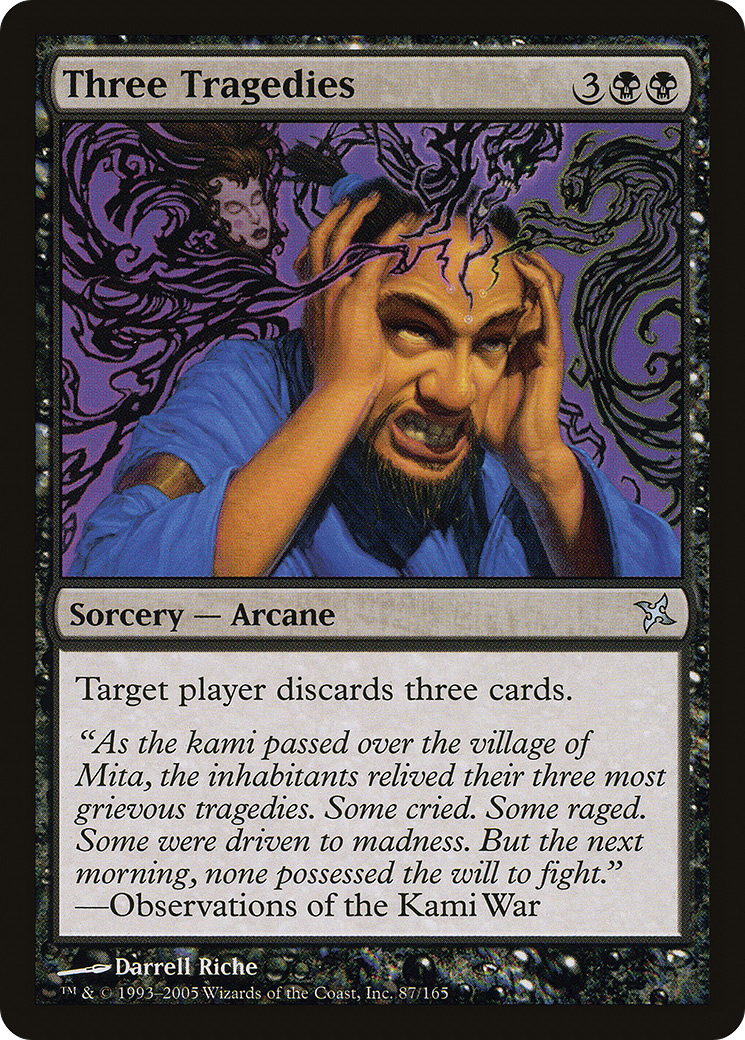 Three Tragedies 3
Sorcery — Arcane
Target player discards three cards.
“As the kami passed over the village of
Mita, the inhabitants relived their three most
grievous tragedies. Some cried. Some raged.
Some were driven to madness. But the next
morning, none possessed the will to fight.”
—Observations of the Kami War
Darrell Riche
™ & © 1993–2005 Wizards of the Coast, Inc. 87/165